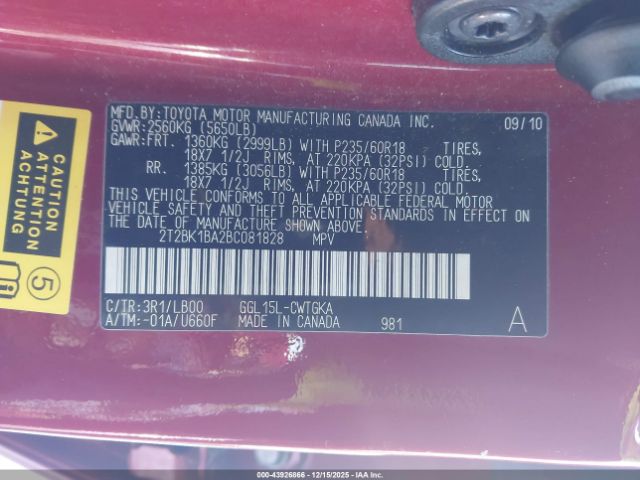 MFD. BY:TOYOTA MOTOR MANUFACTURING CANADA INC. 09/10
GVWR:2560KG (5650LB)
GAWR:FRT. 1360KG (2999LB) WITH P235/60R18 TIRES,
18X7 1/2J RIMS, AT 220KPA (32PSI) COLD.
RR. 1385KG (3056LB) WITH P235/60R18 TIRES,
18X7 1/2J RIMS, AT 220KPA (32PSI) COLD.
THIS VEHICLE CONFORMS TO ALL APPLICABLE FEDERAL MOTOR
VEHICLE SAFETY AND THEFT PREVENTION STANDARDS IN EFFECT ON
THE DATE OF MANUFACTURE SHOWN ABOVE.
2T2BK1BA2BC081828 MPV
C/TR:3R1/LB00 GGL15L-CWTGKA
A/TM:-01A/U660F MADE IN CANADA 981 A
CAUTION
ATTENTION
ACHTUNG
5
000-43926866 - 12/15/2025 - IAAI.COM